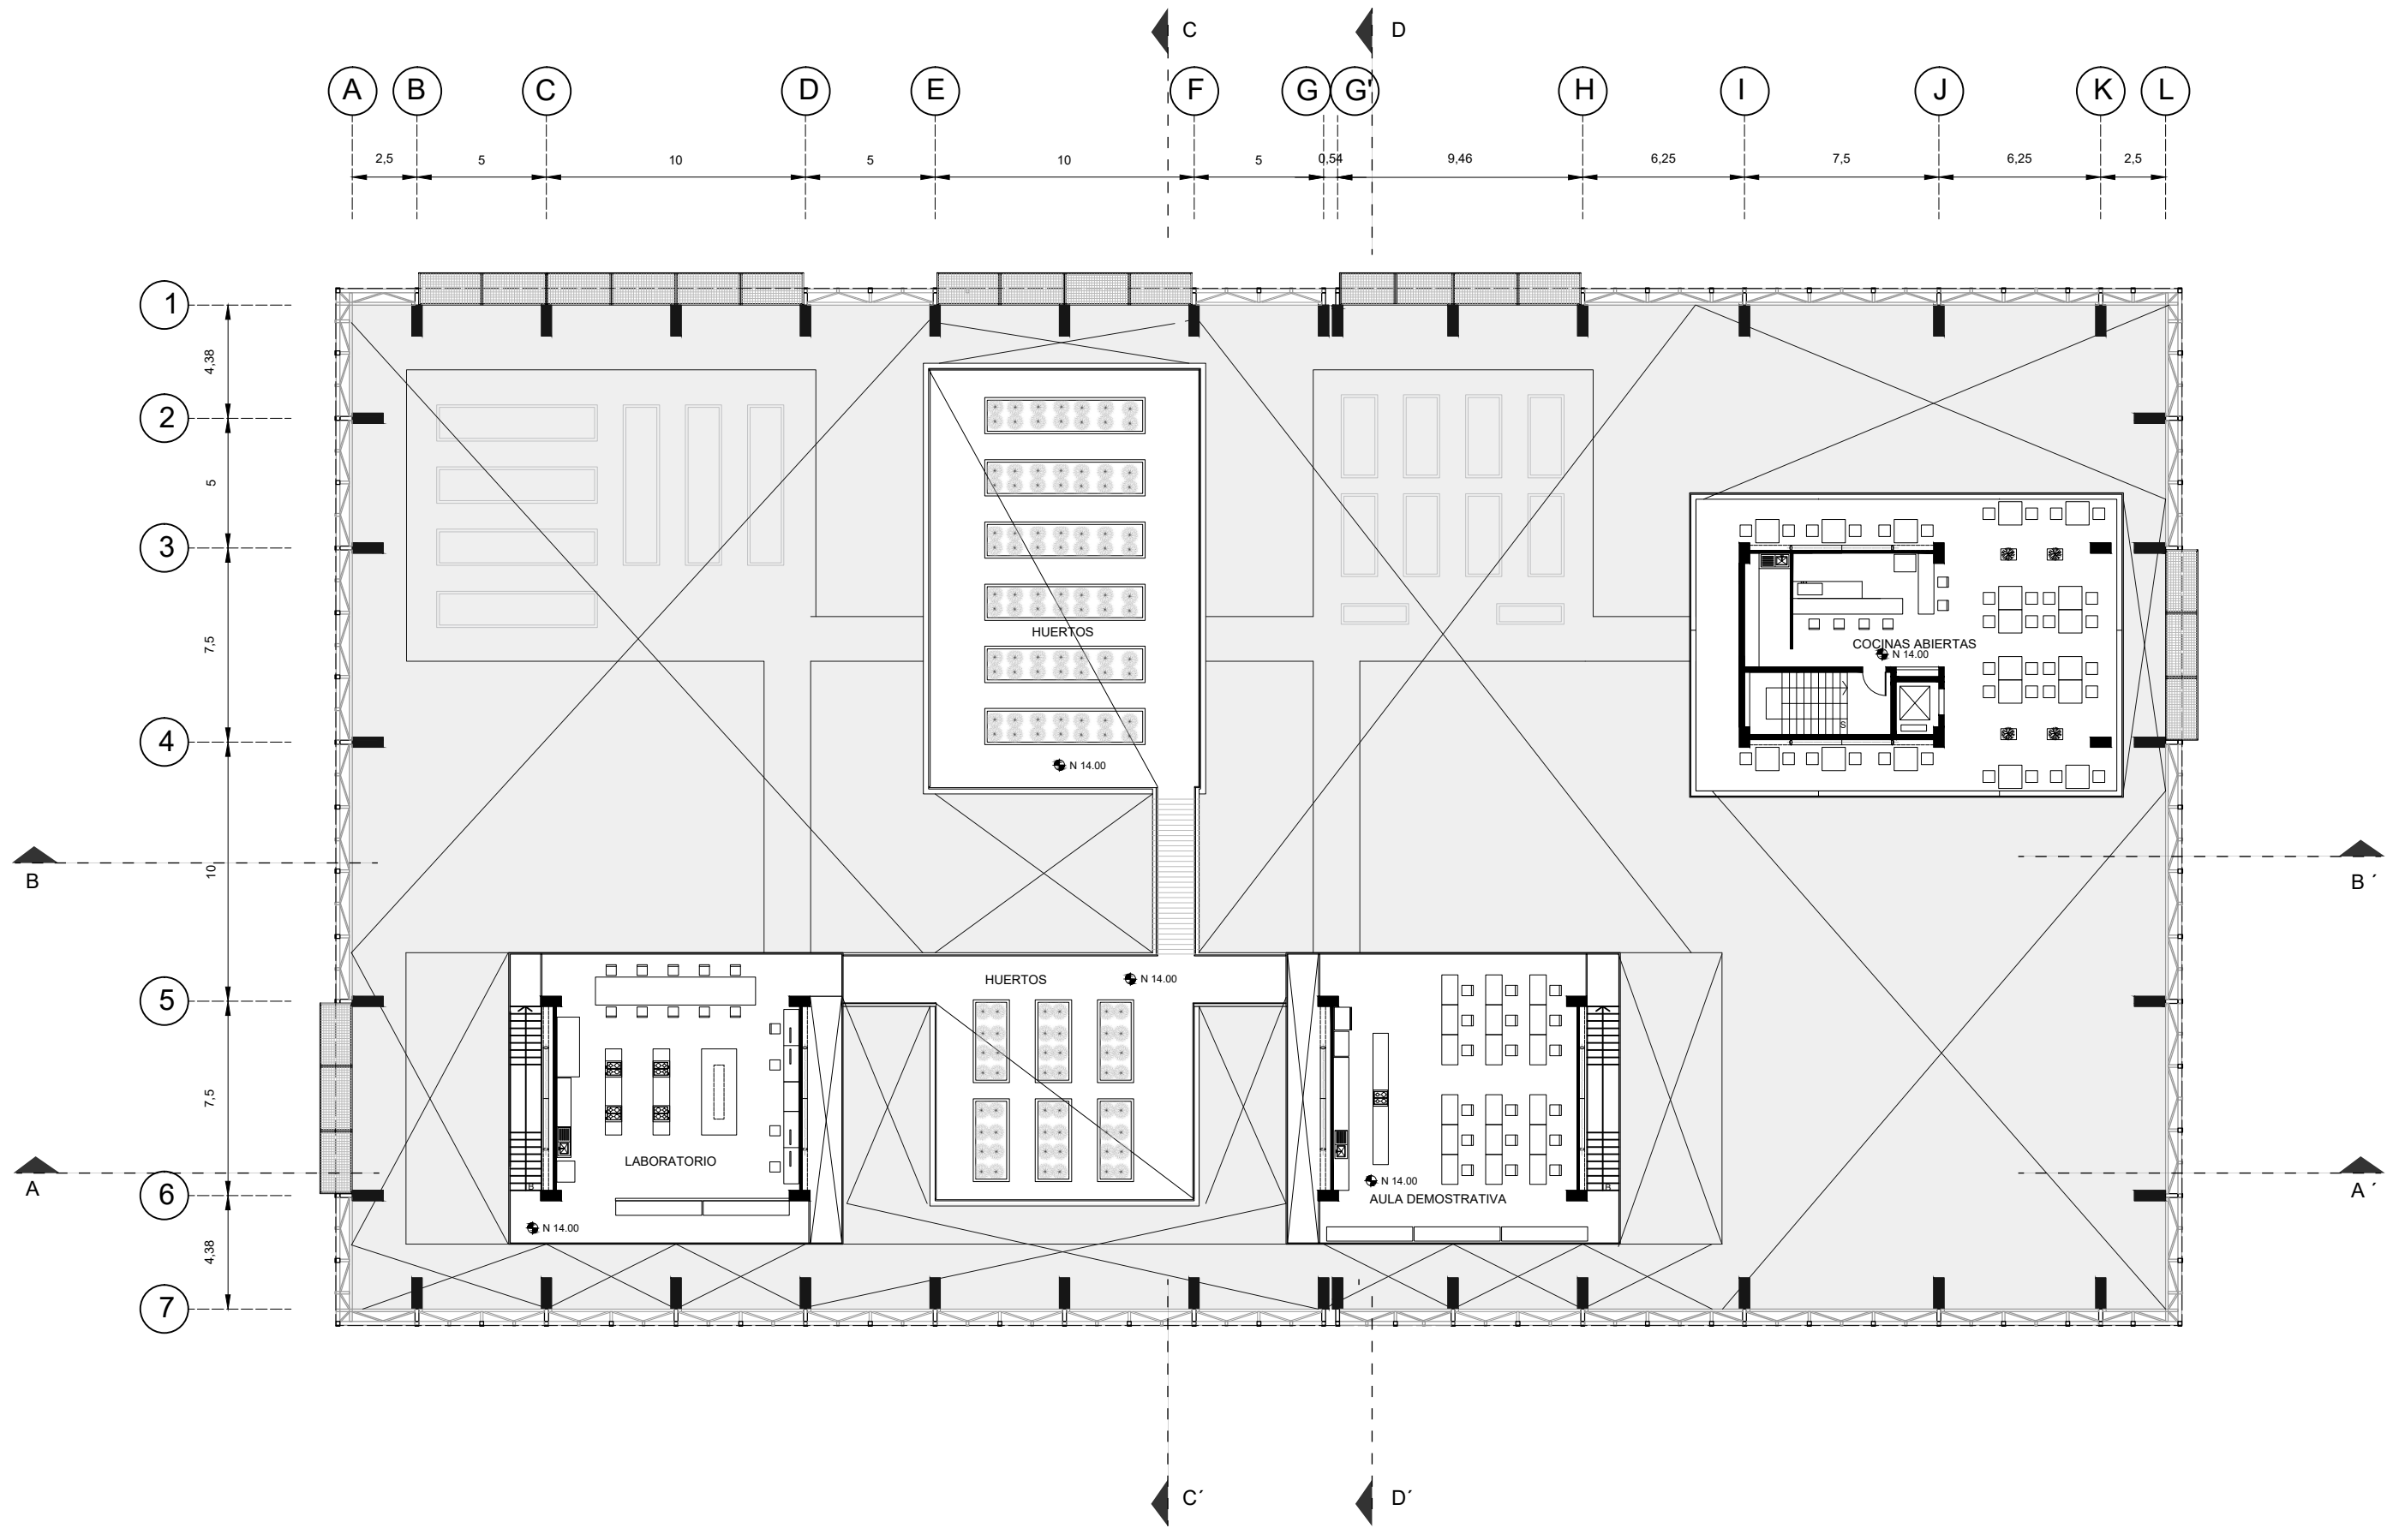 C
D
A
B
C
D
E
F
G
G'
H
I
J
K
L
2,5
5
10
5
10
5
0,54
9,46
6,25
7,5
6,25
2,5
1
4,38
2
5
3
7,5
4
10
5
7,5
6
4,38
7
HUERTOS
N 14.00
COCINAS ABIERTAS
N 14.00
S
B
B ´
HUERTOS
N 14.00
LABORATORIO
N 14.00
B
N 14.00
AULA DEMOSTRATIVA
B
A
A ´
C´
D´